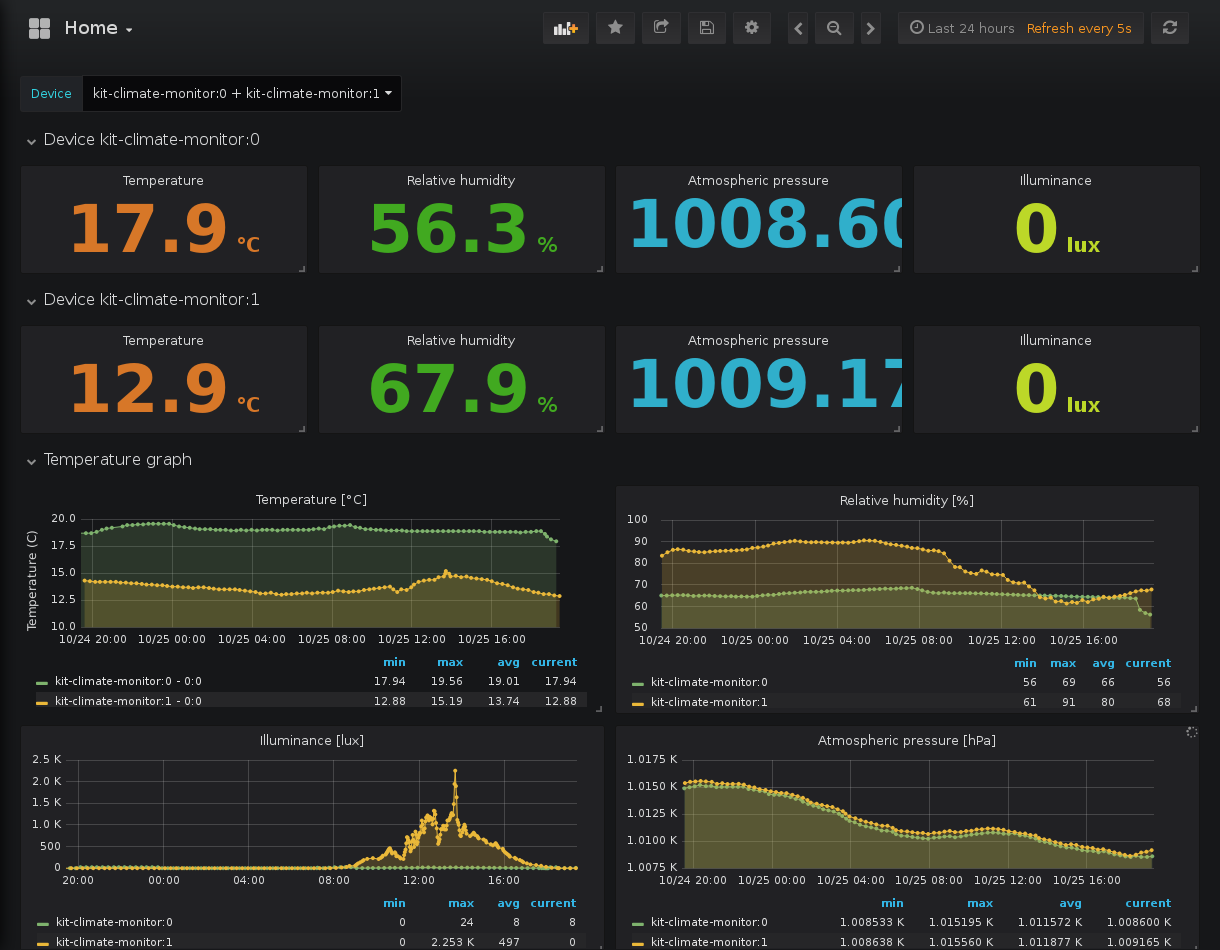 Home
Last 24 hours Refresh every 5s
Device kit-climate-monitor:0 + kit-climate-monitor:1
Device kit-climate-monitor:0
Temperature Relative humidity Atmospheric pressure Illuminance
17.9 °C 56.3 % 1008.60 0 lux
Device kit-climate-monitor:1
Temperature Relative humidity Atmospheric pressure Illuminance
12.9 °C 67.9 % 1009.17 0 lux
Temperature graph
Temperature [°C]
Temperature (C)
20.0
17.5
15.0
12.5
10.0
10/24 20:00 10/25 00:00 10/25 04:00 10/25 08:00 10/25 12:00 10/25 16:00
min max avg current
kit-climate-monitor:0 - 0:0 17.94 19.56 19.01 17.94
kit-climate-monitor:1 - 0:0 12.88 15.19 13.74 12.88
Relative humidity [%]
100
90
80
70
60
50
10/24 20:00 10/25 00:00 10/25 04:00 10/25 08:00 10/25 12:00 10/25 16:00
min max avg current
kit-climate-monitor:0 56 69 66 56
kit-climate-monitor:1 61 91 80 68
Illuminance [lux]
2.5 K
2.0 K
1.5 K
1.0 K
500
0
20:00 00:00 04:00 08:00 12:00 16:00
min max avg current
kit-climate-monitor:0 0 24 8 8
kit-climate-monitor:1 0 2.253 K 497 0
Atmospheric pressure [hPa]
1.0175 K
1.0150 K
1.0125 K
1.0100 K
1.0075 K
10/24 20:00 10/25 00:00 10/25 04:00 10/25 08:00 10/25 12:00 10/25 16:00
min max avg current
kit-climate-monitor:0 1.008533 K 1.015195 K 1.011572 K 1.008600 K
kit-climate-monitor:1 1.008638 K 1.015560 K 1.011877 K 1.009165 K